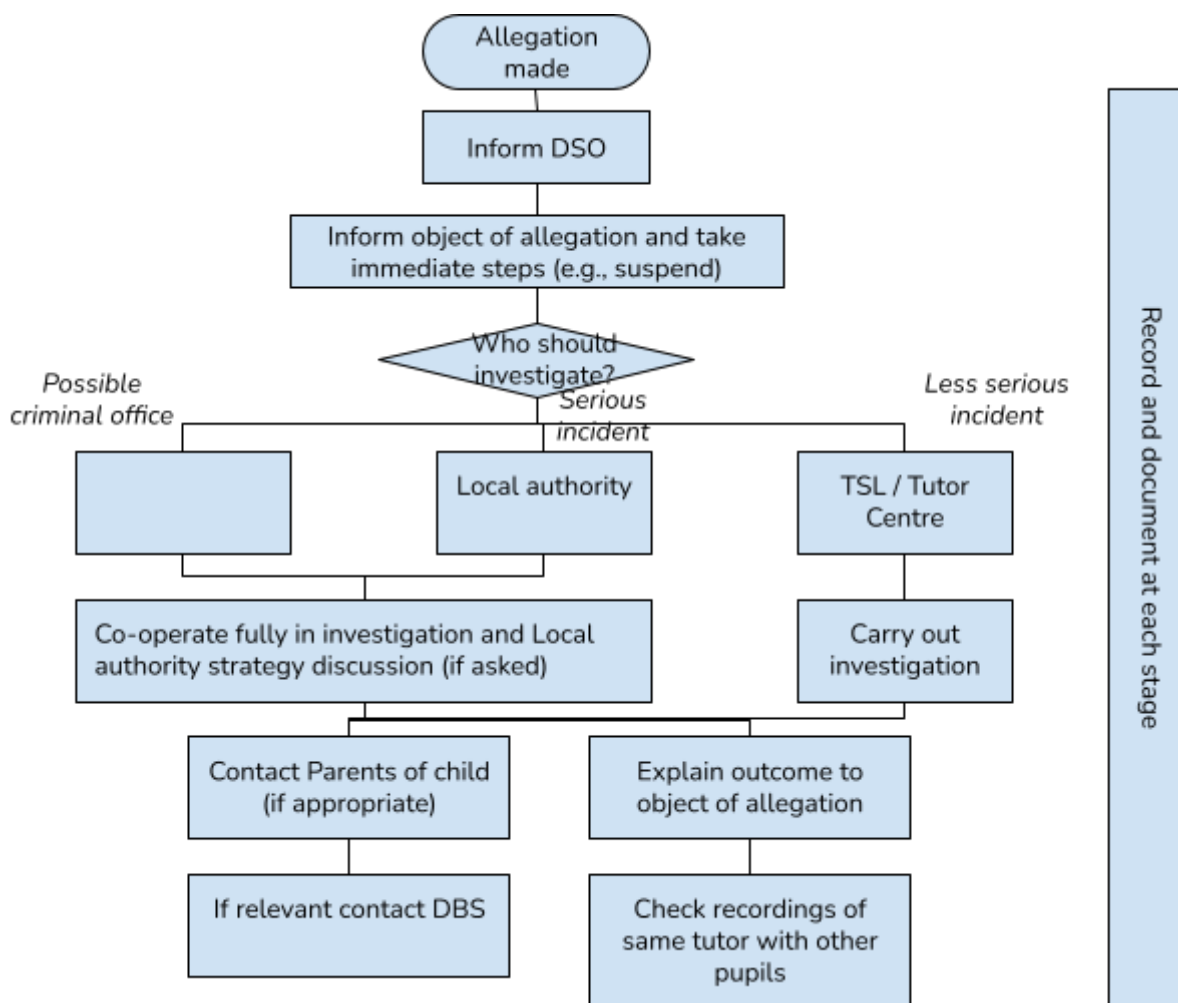 Allegation
made
Inform DSO
Inform object of allegation and take
immediate steps (e.g., suspend)
Who should
investigate?
Possible
criminal office
Serious
incident
Less serious
incident
Local authority
TSL / Tutor
Centre
Co-operate fully in investigation and Local
authority strategy discussion (if asked)
Carry out
investigation
Contact Parents of child
(if appropriate)
Explain outcome to
object of allegation
If relevant contact DBS
Check recordings of
same tutor with other
pupils
Record and document at each stage